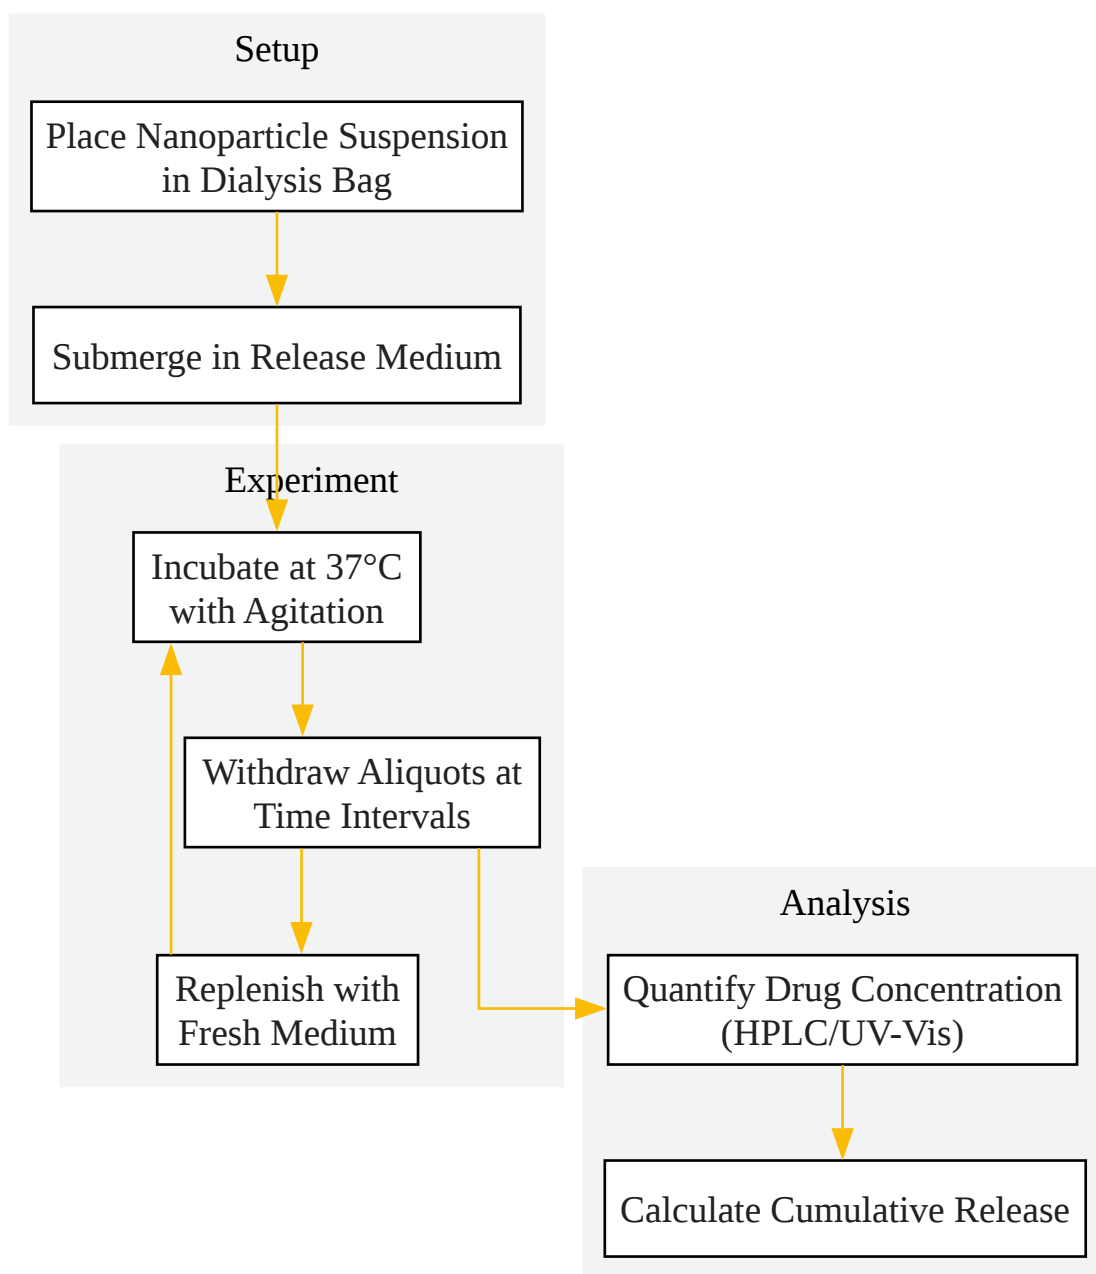 Setup
Place Nanoparticle Suspension
in Dialysis Bag
Submerge in Release Medium
Experiment
Incubate at 37°C
with Agitation
Withdraw Aliquots at
Time Intervals
Replenish with
Fresh Medium
Analysis
Quantify Drug Concentration
(HPLC/UV-Vis)
Calculate Cumulative Release